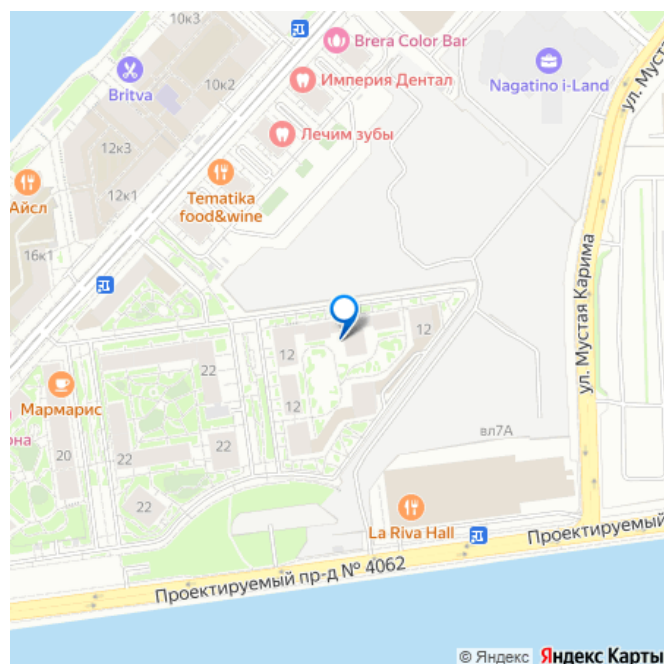 10к3
Brera Color Bar
10к2
Britva
Империя Дентал
Nagatino i-Land
ул. Муста
Лечим зубы
12к3
12к1
Айсл
Tematika
food&wine
16к1
ул. Мустая Карима
12
12
22
12
Мармарис
она
20
22
22
22
вл7А
La Riva Hall
Проектируемый
Проектируемый пр-д № 4062
© Яндекс Яндекс Карты